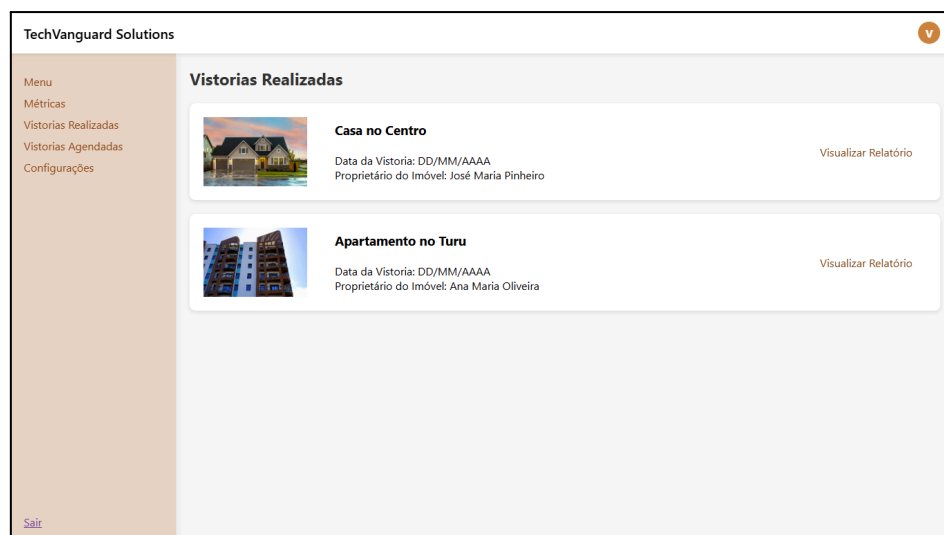 TechVanguard Solutions
V
Menu
Métricas
Vistorias Realizadas
Vistorias Agendadas
Configurações
Sair
Vistorias Realizadas
Casa no Centro
Data da Vistoria: DD/MM/AAAA
Proprietário do Imóvel: José Maria Pinheiro
Visualizar Relatório
Apartamento no Turu
Data da Vistoria: DD/MM/AAAA
Proprietário do Imóvel: Ana Maria Oliveira
Visualizar Relatório